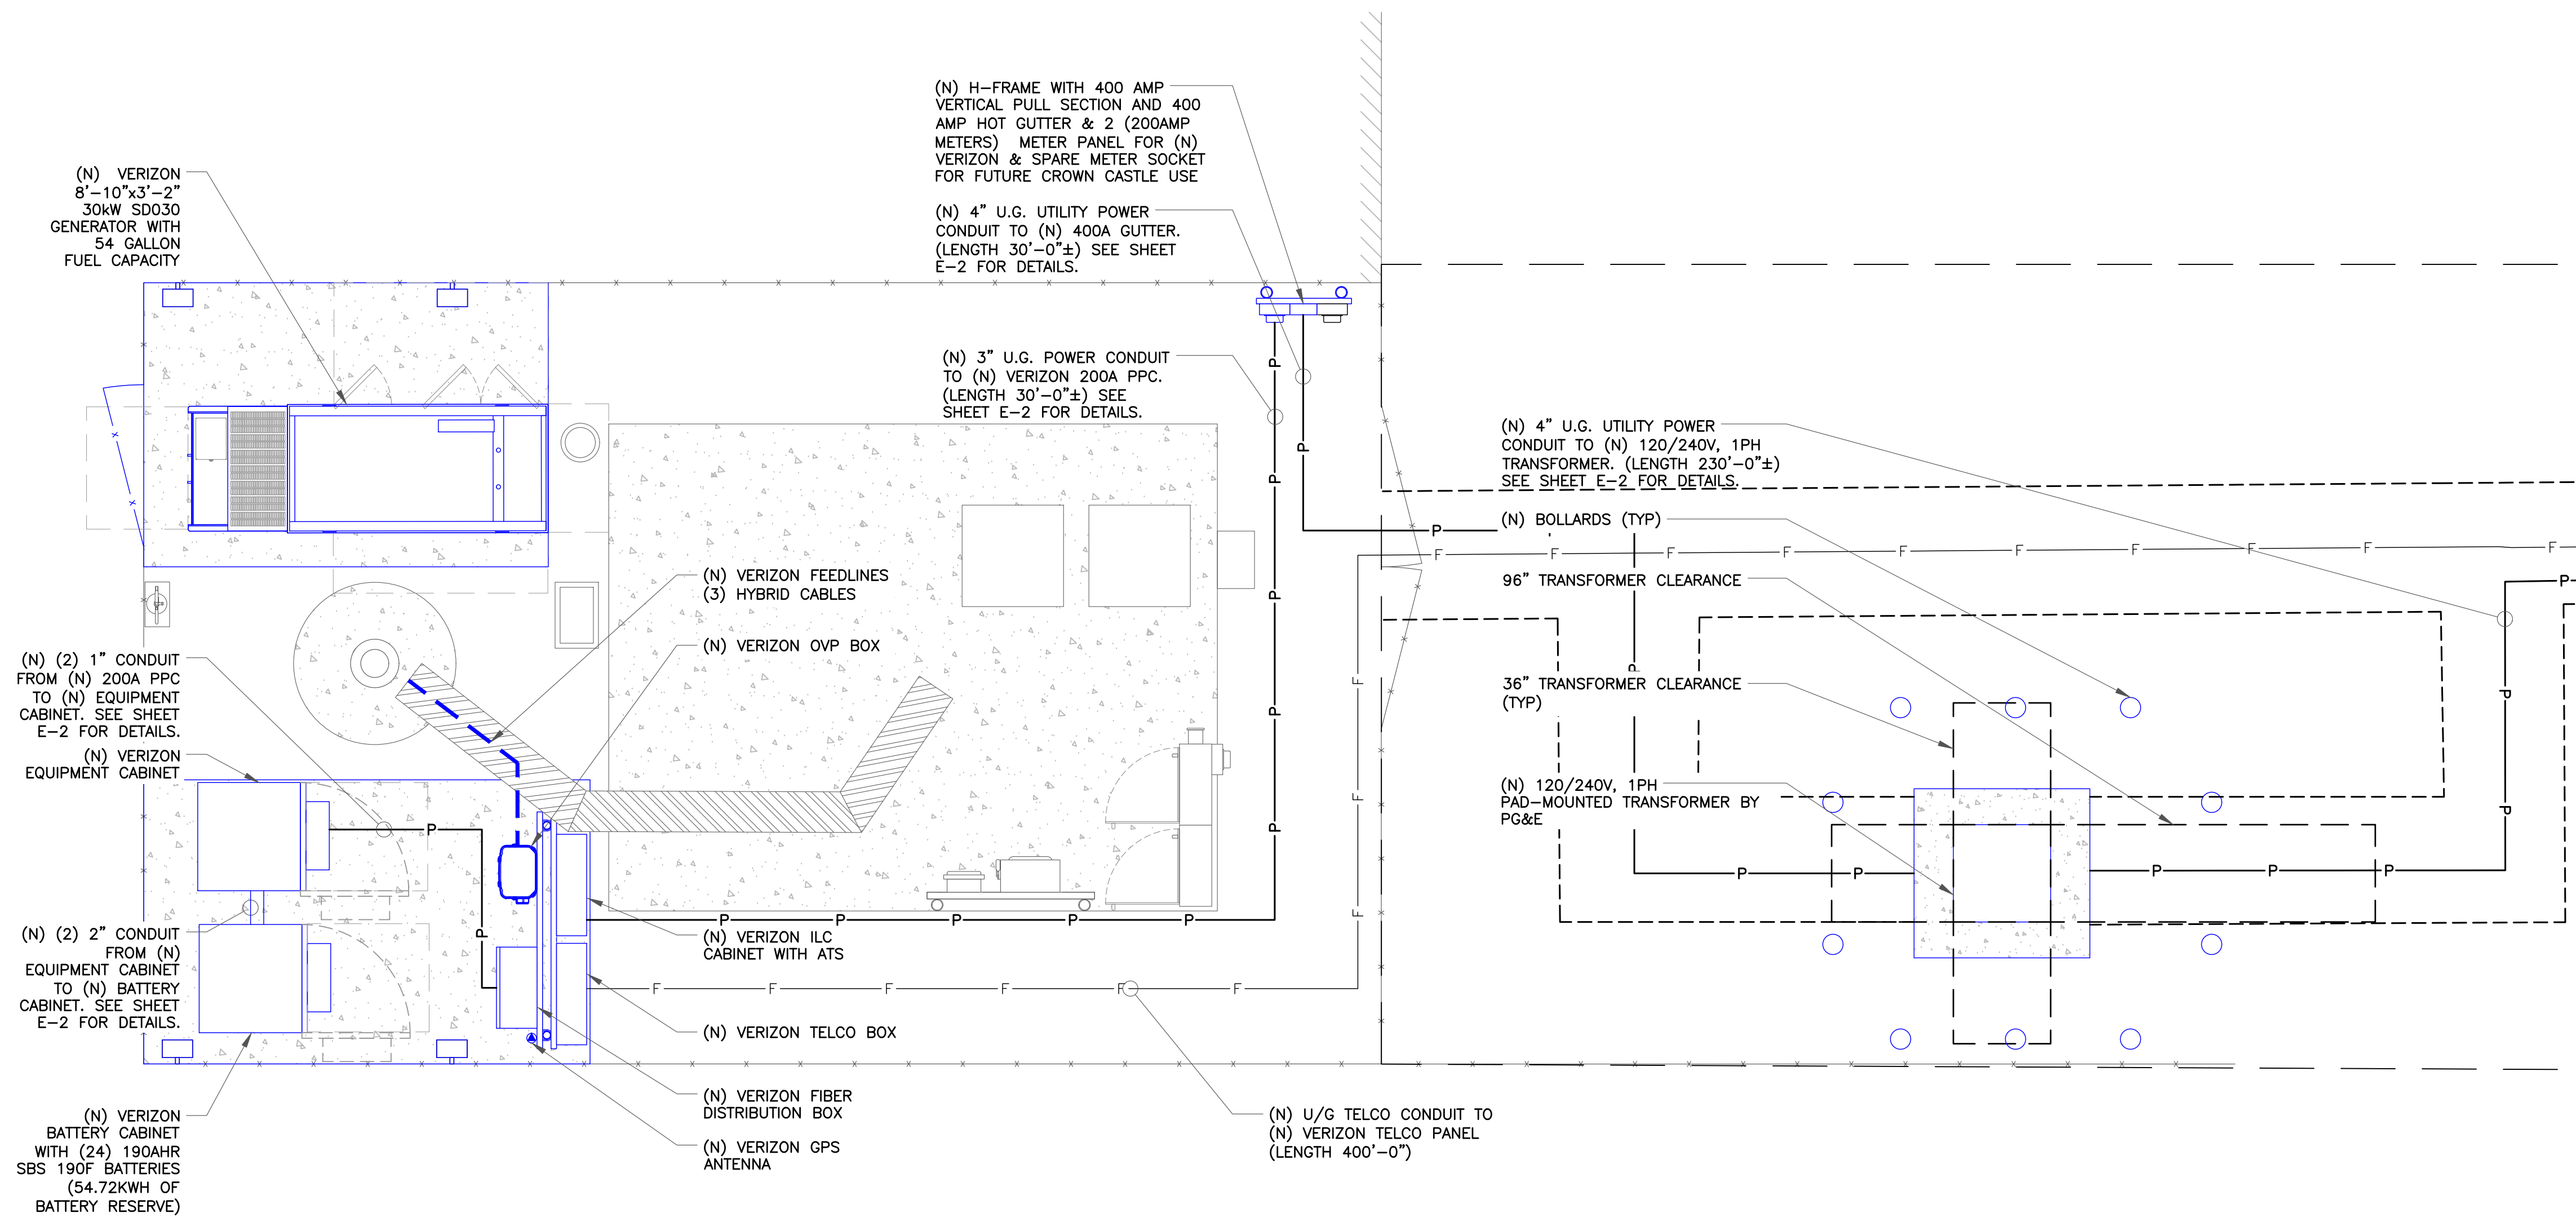 (N) H-FRAME WITH 400 AMP
VERTICAL PULL SECTION AND 400
AMP HOT GUTTER & 2 (200AMP
METERS) METER PANEL FOR (N)
VERIZON & SPARE METER SOCKET
FOR FUTURE CROWN CASTLE USE
(N) VERIZON
8'-10"x3'-2"
30kW SD030
GENERATOR WITH
54 GALLON
FUEL CAPACITY
(N) 4" U.G. UTILITY POWER
CONDUIT TO (N) 400A GUTTER.
(LENGTH 30'-0"±) SEE SHEET
E-2 FOR DETAILS.
(N) 3" U.G. POWER CONDUIT
TO (N) VERIZON 200A PPC.
(LENGTH 30'-0"±) SEE
SHEET E-2 FOR DETAILS.
(N) 4" U.G. UTILITY POWER
CONDUIT TO (N) 120/240V, 1PH
TRANSFORMER. (LENGTH 230'-0"±)
SEE SHEET E-2 FOR DETAILS.
(N) BOLLARDS (TYP)
96" TRANSFORMER CLEARANCE
36" TRANSFORMER CLEARANCE
(TYP)
(N) 120/240V, 1PH
PAD-MOUNTED TRANSFORMER BY
PG&E
(N) VERIZON FEEDLINES
(3) HYBRID CABLES
(N) VERIZON OVP BOX
(N) (2) 1" CONDUIT
FROM (N) 200A PPC
TO (N) EQUIPMENT
CABINET. SEE SHEET
E-2 FOR DETAILS.
(N) VERIZON
EQUIPMENT CABINET
(N) (2) 2" CONDUIT
FROM (N)
EQUIPMENT CABINET
TO (N) BATTERY
CABINET. SEE SHEET
E-2 FOR DETAILS.
(N) VERIZON
BATTERY CABINET
WITH (24) 190AHR
SBS 190F BATTERIES
(54.72KWH OF
BATTERY RESERVE)
(N) VERIZON ILC
CABINET WITH ATS
(N) VERIZON TELCO BOX
(N) VERIZON FIBER
DISTRIBUTION BOX
(N) VERIZON GPS
ANTENNA
(N) U/G TELCO CONDUIT TO
(N) VERIZON TELCO PANEL
(LENGTH 400'-0")